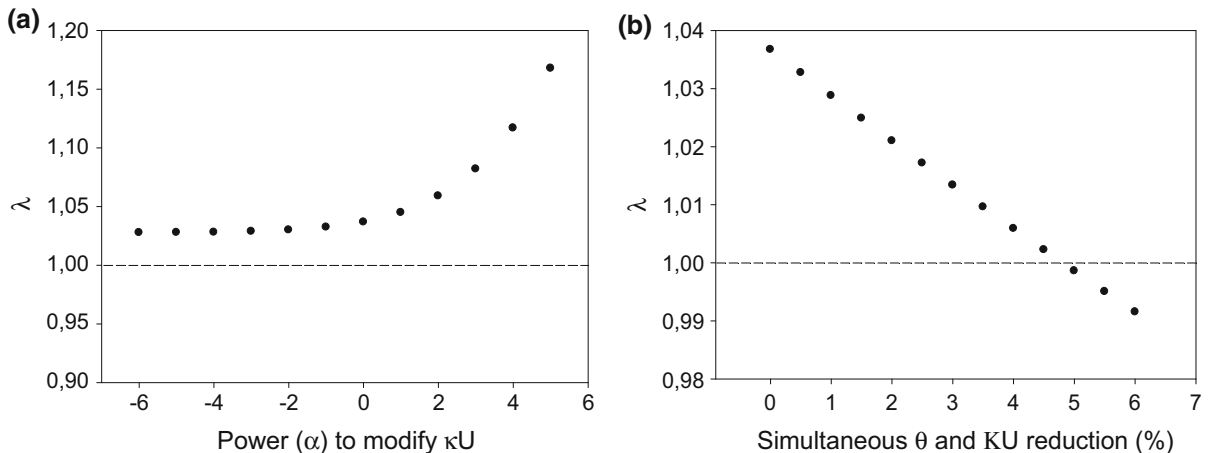 (a)
1,20
1,15
1,10
1,05
1,00
0,95
0,90
λ
-6 -4 -2 0 2 4 6
Power (α) to modify κU
(b)
1,04
1,03
1,02
1,01
1,00
0,99
0,98
λ
0 1 2 3 4 5 6 7
Simultaneous θ and KU reduction (%)